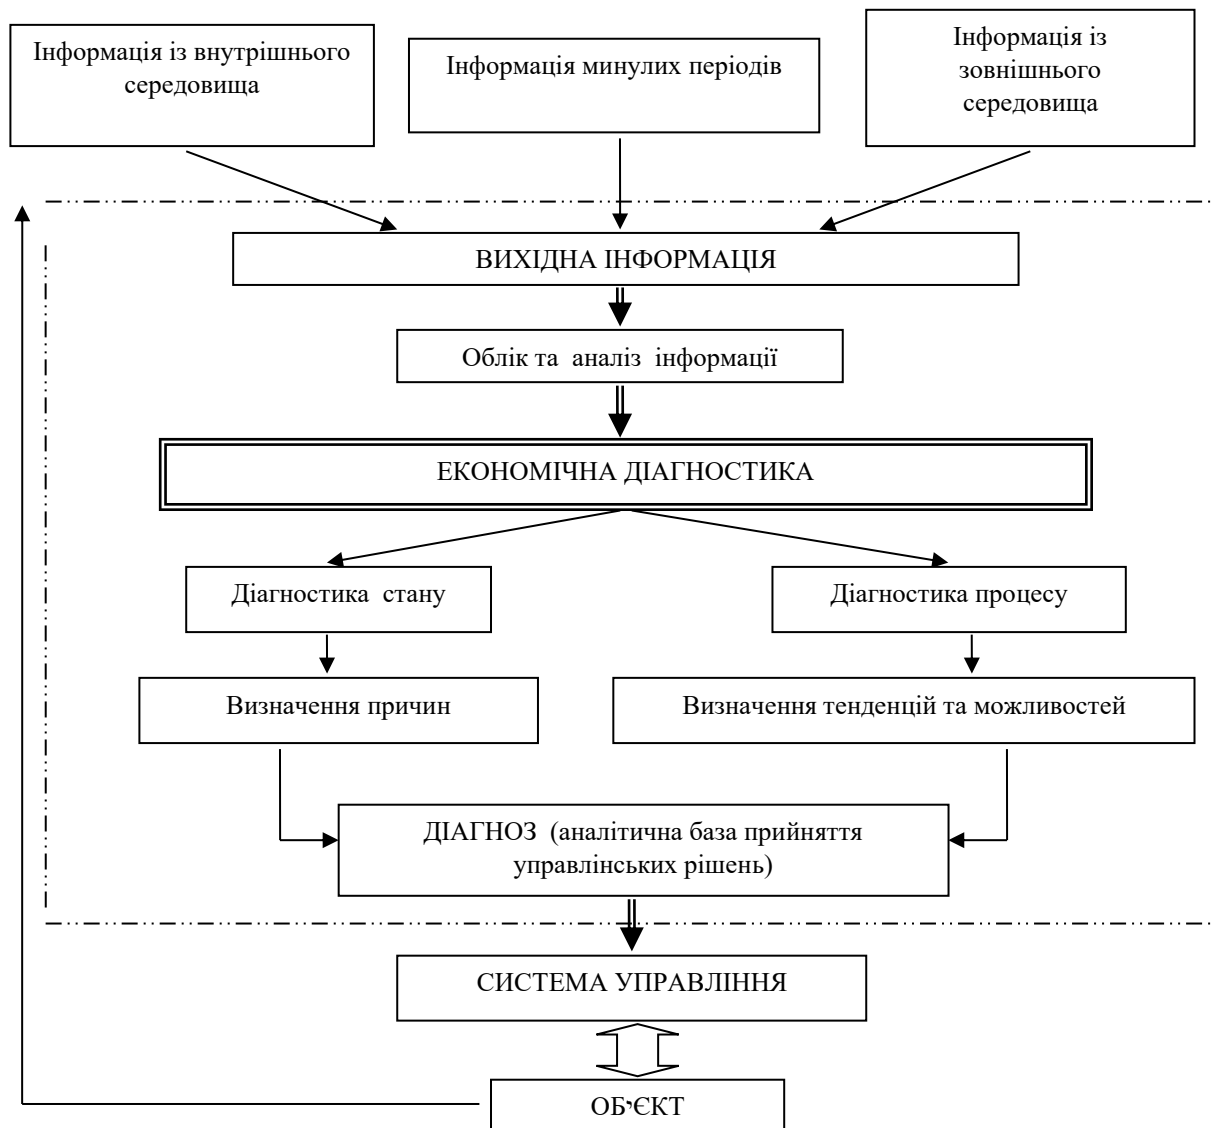 Інформація із внутрішнього
середовища
Інформація минулих періодів
Інформація із
зовнішнього
середовища
ВИХІДНА ІНФОРМАЦІЯ
Облік та аналіз інформації
ЕКОНОМІЧНА ДІАГНОСТИКА
Діагностика стану
Діагностика процесу
Визначення причин
Визначення тенденцій та можливостей
ДІАГНОЗ (аналітична база прийняття
управлінських рішень)
СИСТЕМА УПРАВЛІННЯ
ОБ'ЄКТ